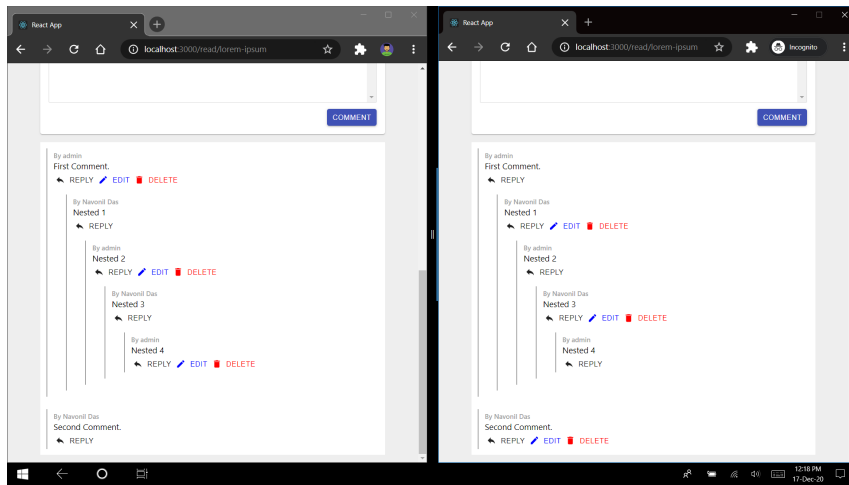 React App
localhost:3000/read/lorem-ipsum
COMMENT
By admin
First Comment.
REPLY EDIT DELETE
By Navonil Das
Nested 1
REPLY
By admin
Nested 2
REPLY EDIT DELETE
By Navonil Das
Nested 3
REPLY
By admin
Nested 4
REPLY EDIT DELETE
By Navonil Das
Second Comment.
REPLY
React App
localhost:3000/read/lorem-ipsum Incognito
COMMENT
By admin
First Comment.
REPLY
By Navonil Das
Nested 1
REPLY EDIT DELETE
By admin
Nested 2
REPLY
By Navonil Das
Nested 3
REPLY EDIT DELETE
By admin
Nested 4
REPLY
By Navonil Das
Second Comment.
REPLY EDIT DELETE
12:18 PM
17-Dec-20